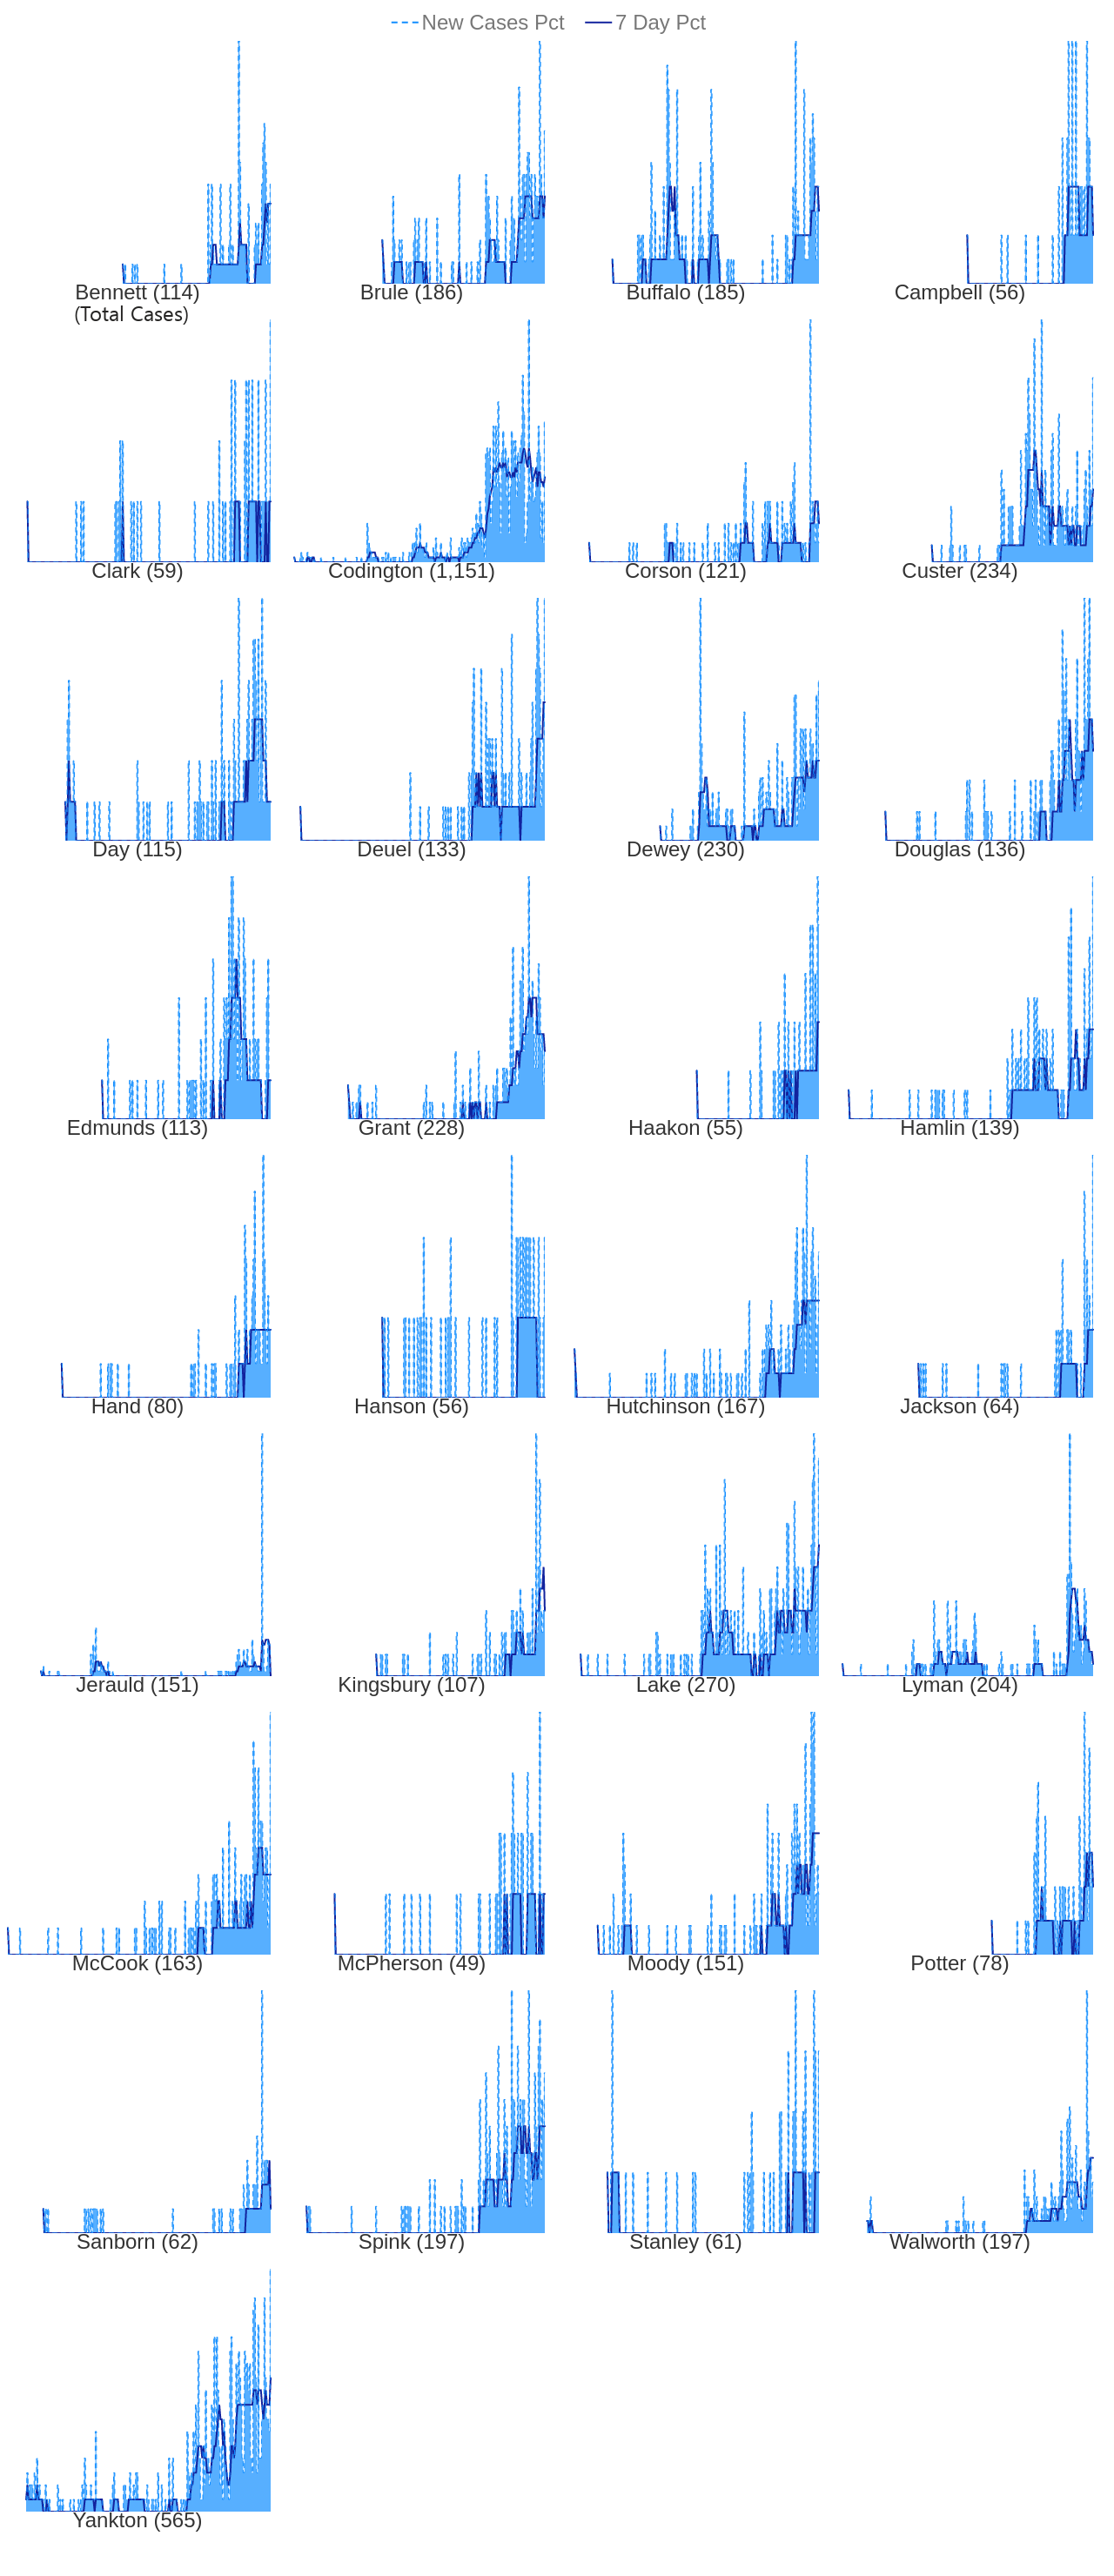 New Cases Pct 7 Day Pct
Bennett (114) Brule (186) Buffalo (185) Campbell (56)
(Total Cases)
Clark (59) Codington (1,151) Corson (121) Custer (234)
Day (115) Deuel (133) Dewey (230) Douglas (136)
Edmunds (113) Grant (228) Haakon (55) Hamlin (139)
Hand (80) Hanson (56) Hutchinson (167) Jackson (64)
Jerauld (151) Kingsbury (107) Lake (270) Lyman (204)
McCook (163) McPherson (49) Moody (151) Potter (78)
Sanborn (62) Spink (197) Stanley (61) Walworth (197)
Yankton (565)